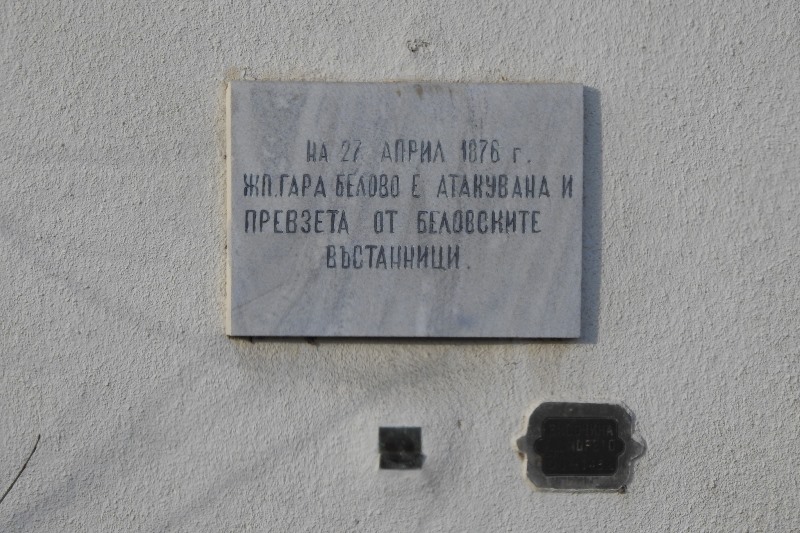 НА 27 АПРИЛ 1876 г.
ЖП.ГАРА БЕЛОВО Е АТАКУВАНА И
ПРЕВЗЕТА ОТ БЕЛОВСКИТЕ
ВЪСТАННИЦИ.